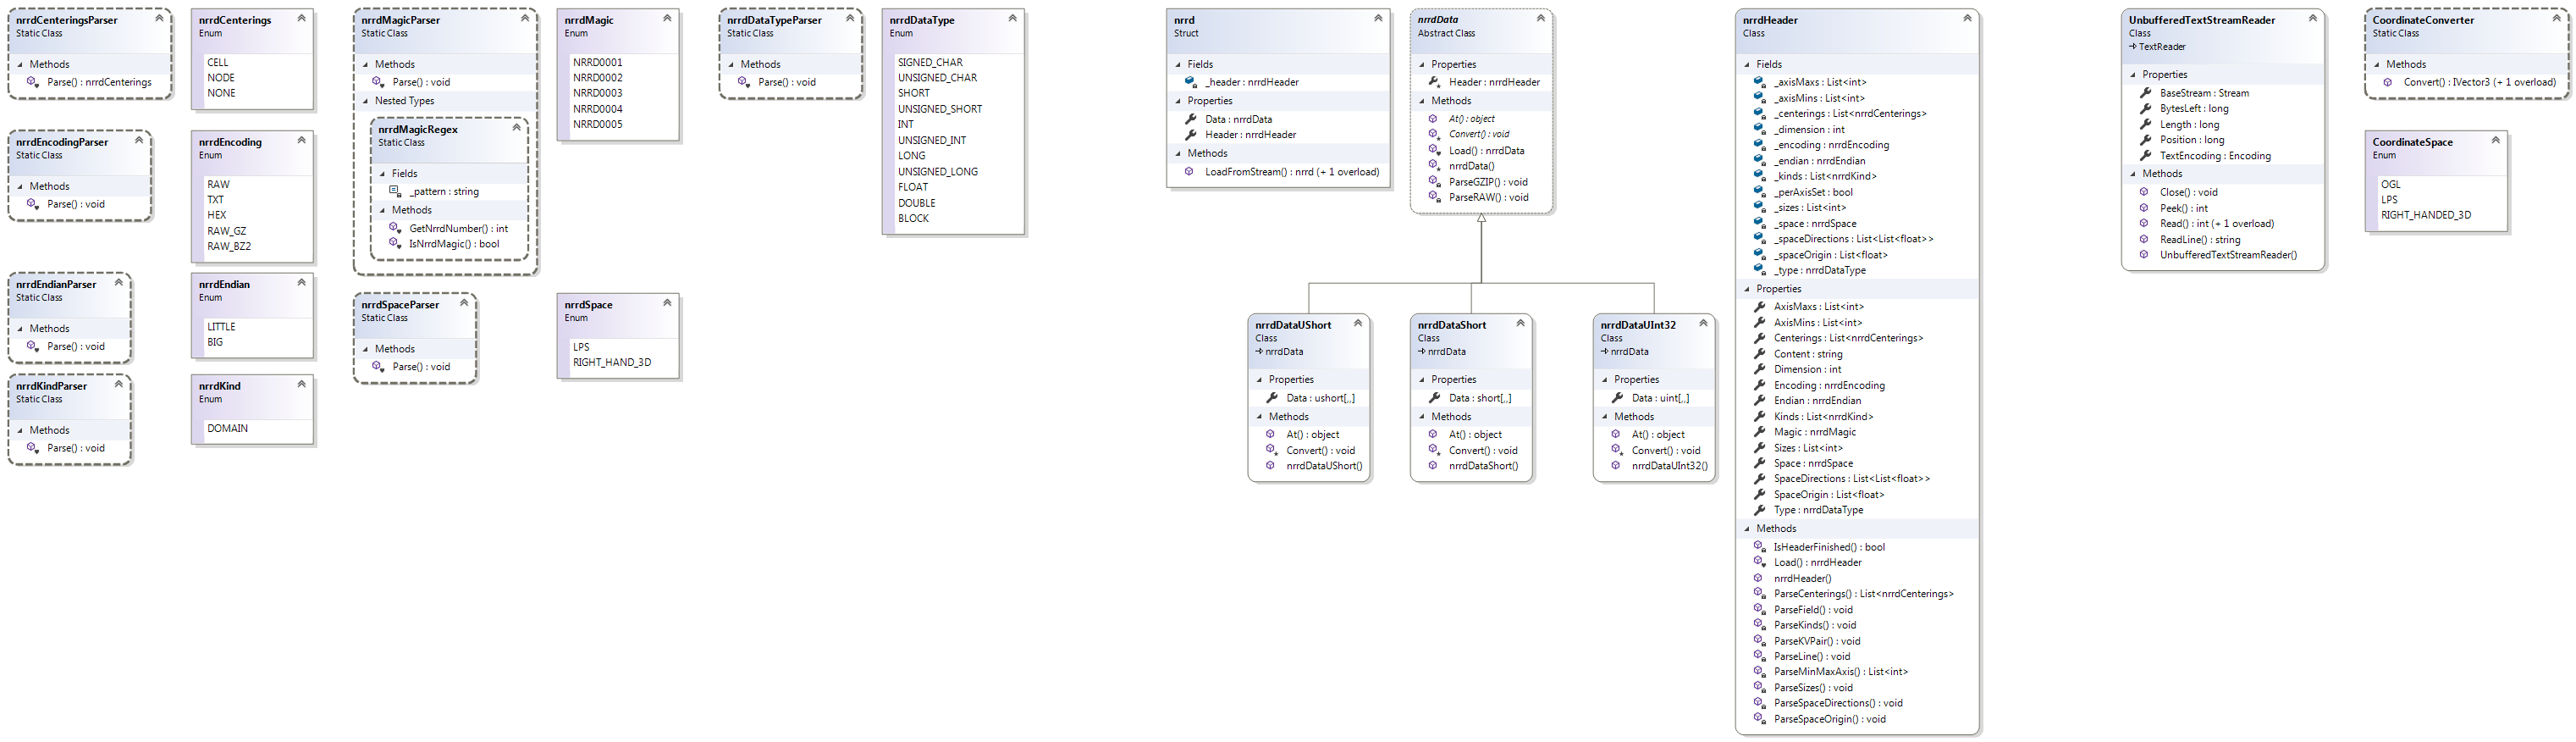 nrrdCenteringsParser
Static Class
Methods
Parse() : nrrdCenterings
nrrdEncodingParser
Static Class
Methods
Parse() : void
nrrdEndianParser
Static Class
Methods
Parse() : void
nrrdKindParser
Static Class
Methods
Parse() : void
nrrdCenterings
Enum
CELL
NODE
NONE
nrrdEncoding
Enum
RAW
TXT
HEX
RAW_GZ
RAW_BZ2
nrrdEndian
Enum
LITTLE
BIG
nrrdKind
Enum
DOMAIN
nrrdMagicParser
Static Class
Methods
Parse() : void
Nested Types
nrrdMagicRegex
Static Class
Fields
_pattern : string
Methods
GetNrrdNumber() : int
IsNrrdMagic() : bool
nrrdSpaceParser
Static Class
Methods
Parse() : void
nrrdMagic
Enum
NRRD0001
NRRD0002
NRRD0003
NRRD0004
NRRD0005
nrrdSpace
Enum
LPS
RIGHT_HAND_3D
nrrdDataTypeParser
Static Class
Methods
Parse() : void
nrrdDataType
Enum
SIGNED_CHAR
UNSIGNED_CHAR
SHORT
UNSIGNED_SHORT
INT
UNSIGNED_INT
LONG
UNSIGNED_LONG
FLOAT
DOUBLE
BLOCK
nrrd
Struct
Fields
_header : nrrdHeader
Properties
Data : nrrdData
Header : nrrdHeader
Methods
LoadFromStream() : nrrd (+ 1 overload)
nrrdData
Abstract Class
Properties
Header : nrrdHeader
Methods
At() : object
Convert() : void
Load() : nrrdData
nrrdData()
ParseGZIP() : void
ParseRAW() : void
nrrdDataUShort
Class
nrrdData
Properties
Data : ushort[,,]
Methods
At() : object
Convert() : void
nrrdDataUShort()
nrrdDataShort
Class
nrrdData
Properties
Data : short[,,]
Methods
At() : object
Convert() : void
nrrdDataShort()
nrrdDataUInt32
Class
nrrdData
Properties
Data : uint[,,]
Methods
At() : object
Convert() : void
nrrdDataUInt32()
nrrdHeader
Class
Fields
_axisMaxs : List<int>
_axisMins : List<int>
_centerings : List<nrrdCenterings>
_dimension : int
_encoding : nrrdEncoding
_endian : nrrdEndian
_kinds : List<nrrdKind>
_perAxisSet : bool
_sizes : List<int>
_space : nrrdSpace
_spaceDirections : List<List<float>>
_spaceOrigin : List<float>
_type : nrrdDataType
Properties
AxisMaxs : List<int>
AxisMins : List<int>
Centerings : List<nrrdCenterings>
Content : string
Dimension : int
Encoding : nrrdEncoding
Endian : nrrdEndian
Kinds : List<nrrdKind>
Magic : nrrdMagic
Sizes : List<int>
Space : nrrdSpace
SpaceDirections : List<List<float>>
SpaceOrigin : List<float>
Type : nrrdDataType
Methods
IsHeaderFinished() : bool
Load() : nrrdHeader
nrrdHeader()
ParseCenterings() : List<nrrdCenterings>
ParseField() : void
ParseKinds() : void
ParseKVPair() : void
ParseLine() : void
ParseMinMaxAxis() : List<int>
ParseSizes() : void
ParseSpaceDirections() : void
ParseSpaceOrigin() : void
UnbufferedTextStreamReader
Class
TextReader
Properties
BaseStream : Stream
BytesLeft : long
Length : long
Position : long
TextEncoding : Encoding
Methods
Close() : void
Peek() : int
Read() : int (+ 1 overload)
ReadLine() : string
UnbufferedTextStreamReader()
CoordinateConverter
Static Class
Methods
Convert() : IVector3 (+ 1 overload)
CoordinateSpace
Enum
OGL
LPS
RIGHT_HANDED_3D